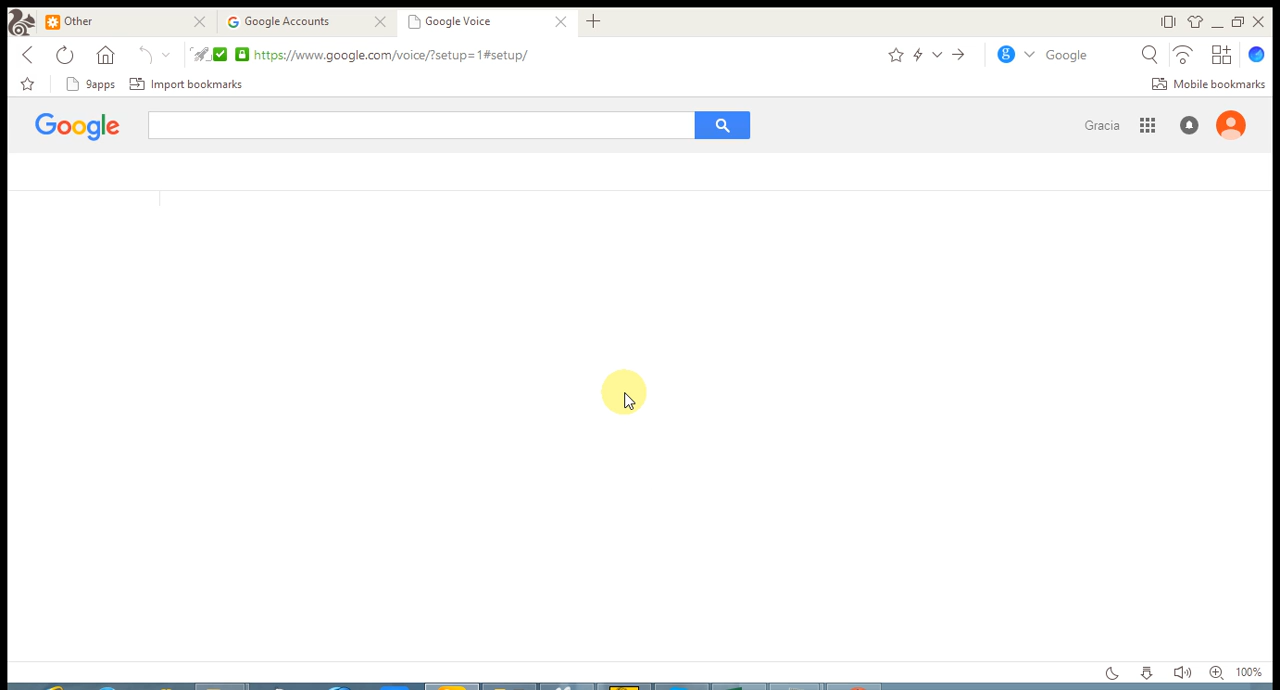 Other
Google Accounts
Google Voice
https://www.google.com/voice/?setup=1#setup/
Google
9apps
Import bookmarks
Mobile bookmarks
Google
Gracia
100%